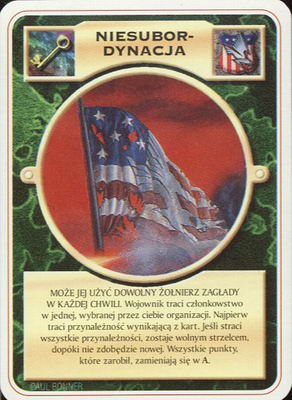 NIESUBOR-
DYNACJA
MOŻE JEJ UŻYĆ DOWOLNY ŻOŁNIERZ ZAGŁADY
W KAŻDEJ CHWILI. Wojownik traci członkowstwo
w jednej, wybranej przez ciebie organizacji. Najpierw
traci przynależność wynikającą z kart. Jeśli straci
wszystkie przynależności, zostaje wolnym strzelcem,
dopóki nie zdobędzie nowej. Wszystkie punkty,
które zarobił, zamieniają się w A.
PAUL BONNER